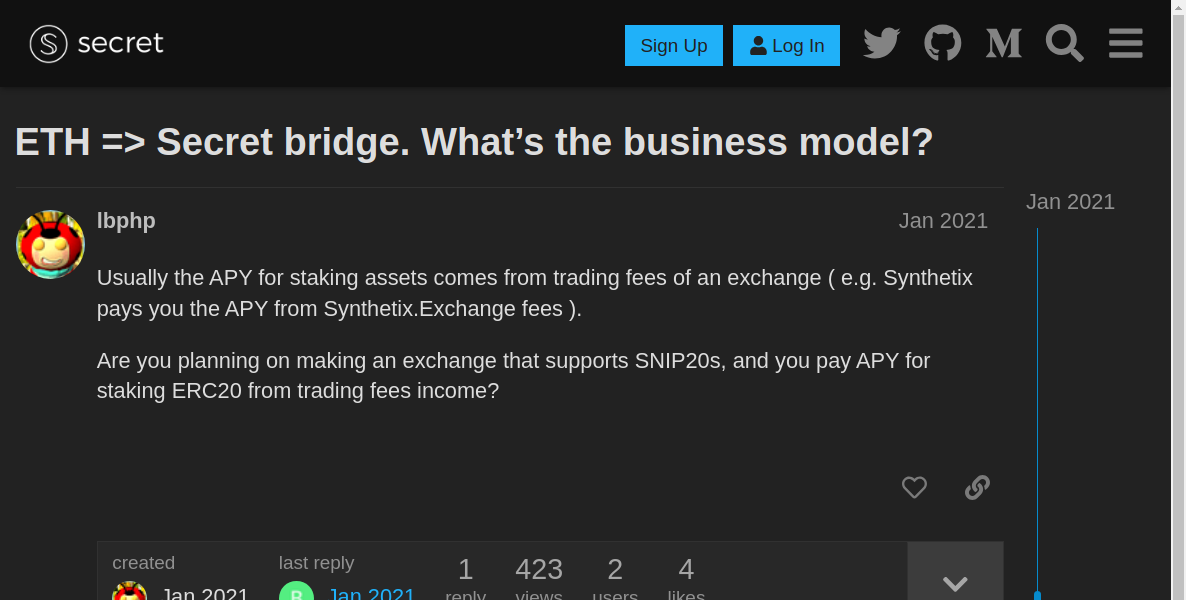 secret
Sign Up
Log In
ETH => Secret bridge. What’s the business model?
Jan 2021
lbphp
Jan 2021
Usually the APY for staking assets comes from trading fees of an exchange ( e.g. Synthetix
pays you the APY from Synthetix.Exchange fees ).
Are you planning on making an exchange that supports SNIP20s, and you pay APY for
staking ERC20 from trading fees income?
created
last reply
1
423
2
4
Jan 2021
B
Jan 2021
reply
views
users
likes